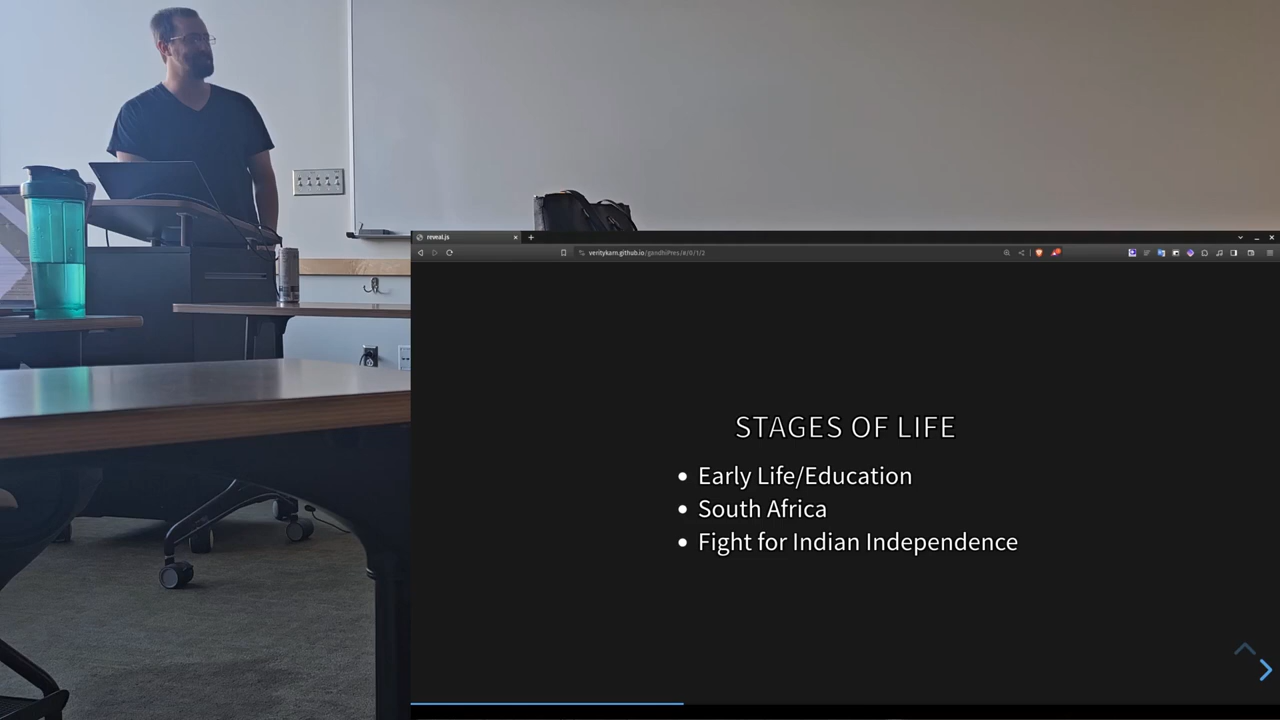 reveal.js
veritykarn.github.io/gandhiPres/#/0/1/2
STAGES OF LIFE
Early Life/Education
South Africa
Fight for Indian Independence